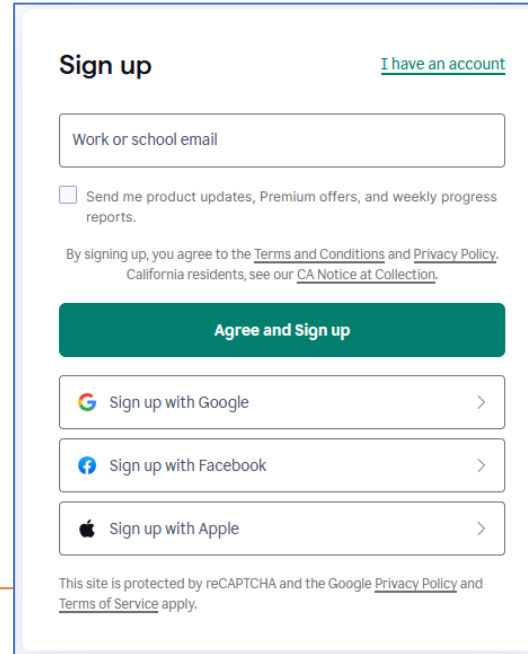 Sign up
I have an account
Work or school email
Send me product updates, Premium offers, and weekly progress
reports.
By signing up, you agree to the Terms and Conditions and Privacy Policy.
California residents, see our CA Notice at Collection.
Agree and Sign up
Sign up with Google
Sign up with Facebook
Sign up with Apple
This site is protected by reCAPTCHA and the Google Privacy Policy and
Terms of Service apply.